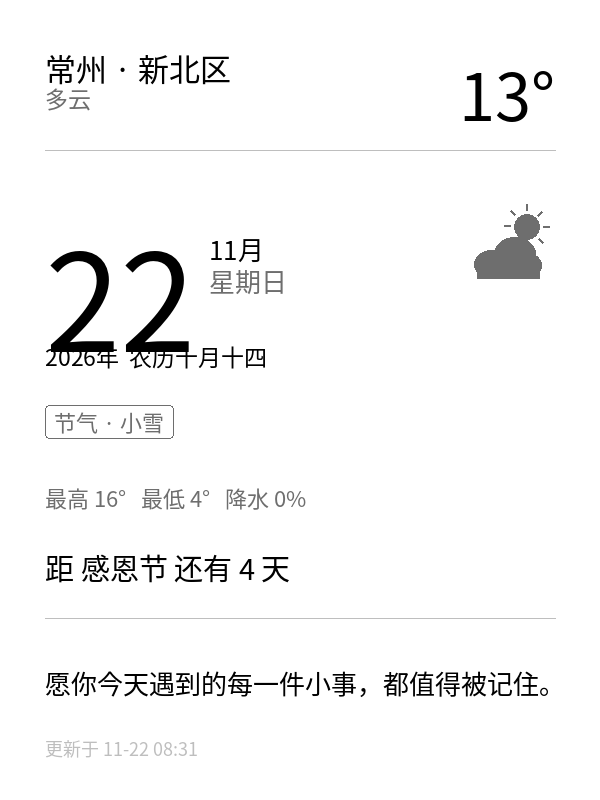 常州 · 新北区
多云
13°
22
11月
星期日
2026年 农历十月十四
节气 · 小雪
最高 16° 最低 4° 降水 0%
距 感恩节 还有 4 天
愿你今天遇到的每一件小事，都值得被记住。
更新于 11-22 08:31